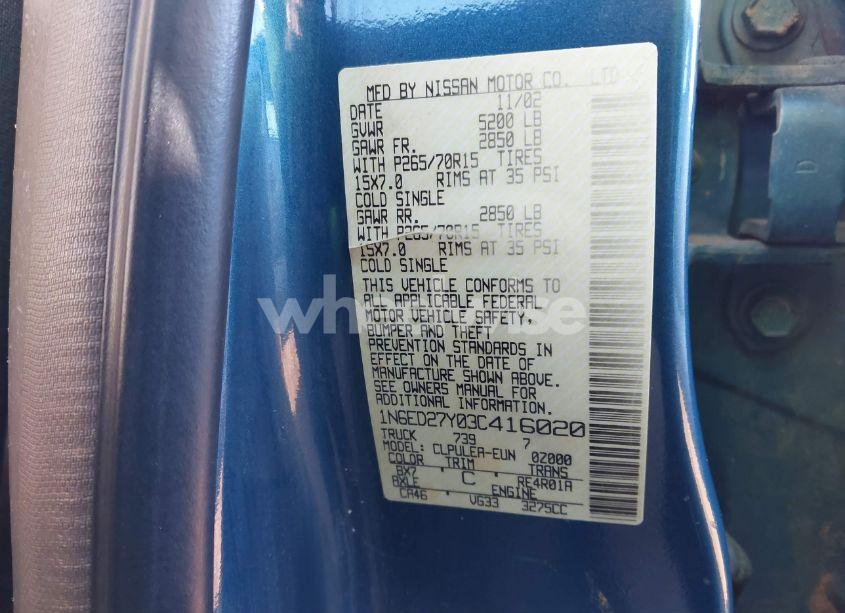 MFD BY NISSAN MOTOR CO. LTD
DATE 11/02
GVWR 5200 LB
GAWR FR. 2850 LB
WITH P265/70R15 TIRES
15X7.0 RIMS AT 35 PSI
COLD SINGLE
GAWR RR. 2850 LB
WITH P265/70R15 TIRES
15X7.0 RIMS AT 35 PSI
COLD SINGLE
THIS VEHICLE CONFORMS TO
ALL APPLICABLE FEDERAL
MOTOR VEHICLE SAFETY,
BUMPER AND THEFT
PREVENTION STANDARDS IN
EFFECT ON THE DATE OF
MANUFACTURE SHOWN ABOVE.
SEE OWNERS MANUAL FOR
ADDITIONAL INFORMATION.
1N6ED27Y03C416020
TRUCK 739 7
MODEL: CLPULEA-EUN 0Z000
COLOR TRIM TRANS
BX7 C RE4R01A
AXLE ENGINE
CA46 VG33 3275CC
D